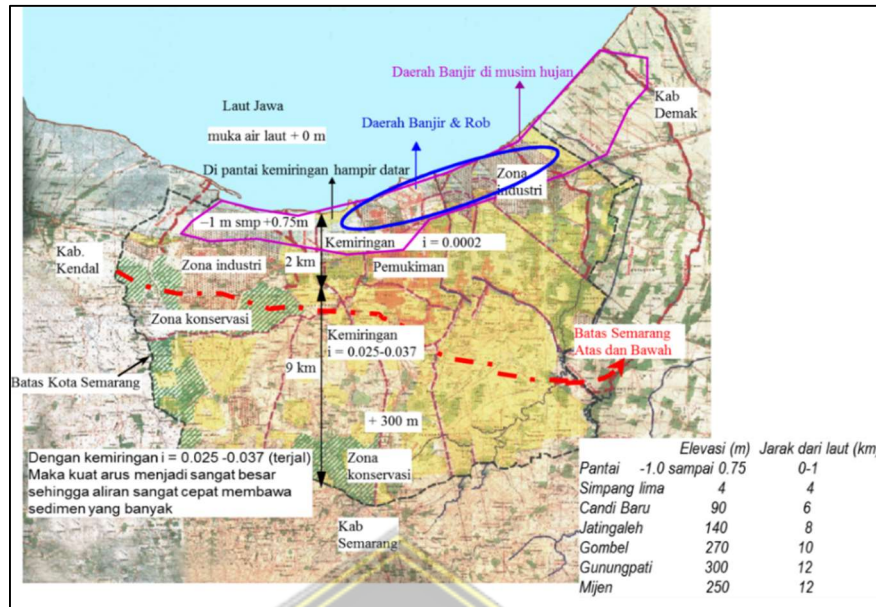 Daerah Banjir di musim hujan
Kab
Demak
Laut Jawa
muka air laut + 0 m
Daerah Banjir & Rob
Di pantai kemiringan hampir datar
Zona
industri
–1 m smp +0.75m
Kemiringan i = 0.0002
Kab.
Kendal
Zona industri
2 km
Pemukiman
Zona konservasi
Kemiringan
i = 0.025-0.037
Batas Semarang
Atas dan Bawah
9 km
Batas Kota Semarang
+ 300 m
Dengan kemiringan i = 0.025 -0.037 (terjal)
Maka kuat arus menjadi sangat besar
sehingga aliran sangat cepat membawa
sedimen yang banyak
Zona
konservasi
Kab
Semarang
Elevasi (m) Jarak dari laut (km)
Pantai -1.0 sampai 0.75 0-1
Simpang lima 4 4
Candi Baru 90 6
Jatingaleh 140 8
Gombel 270 10
Gunungpati 300 12
Mijen 250 12